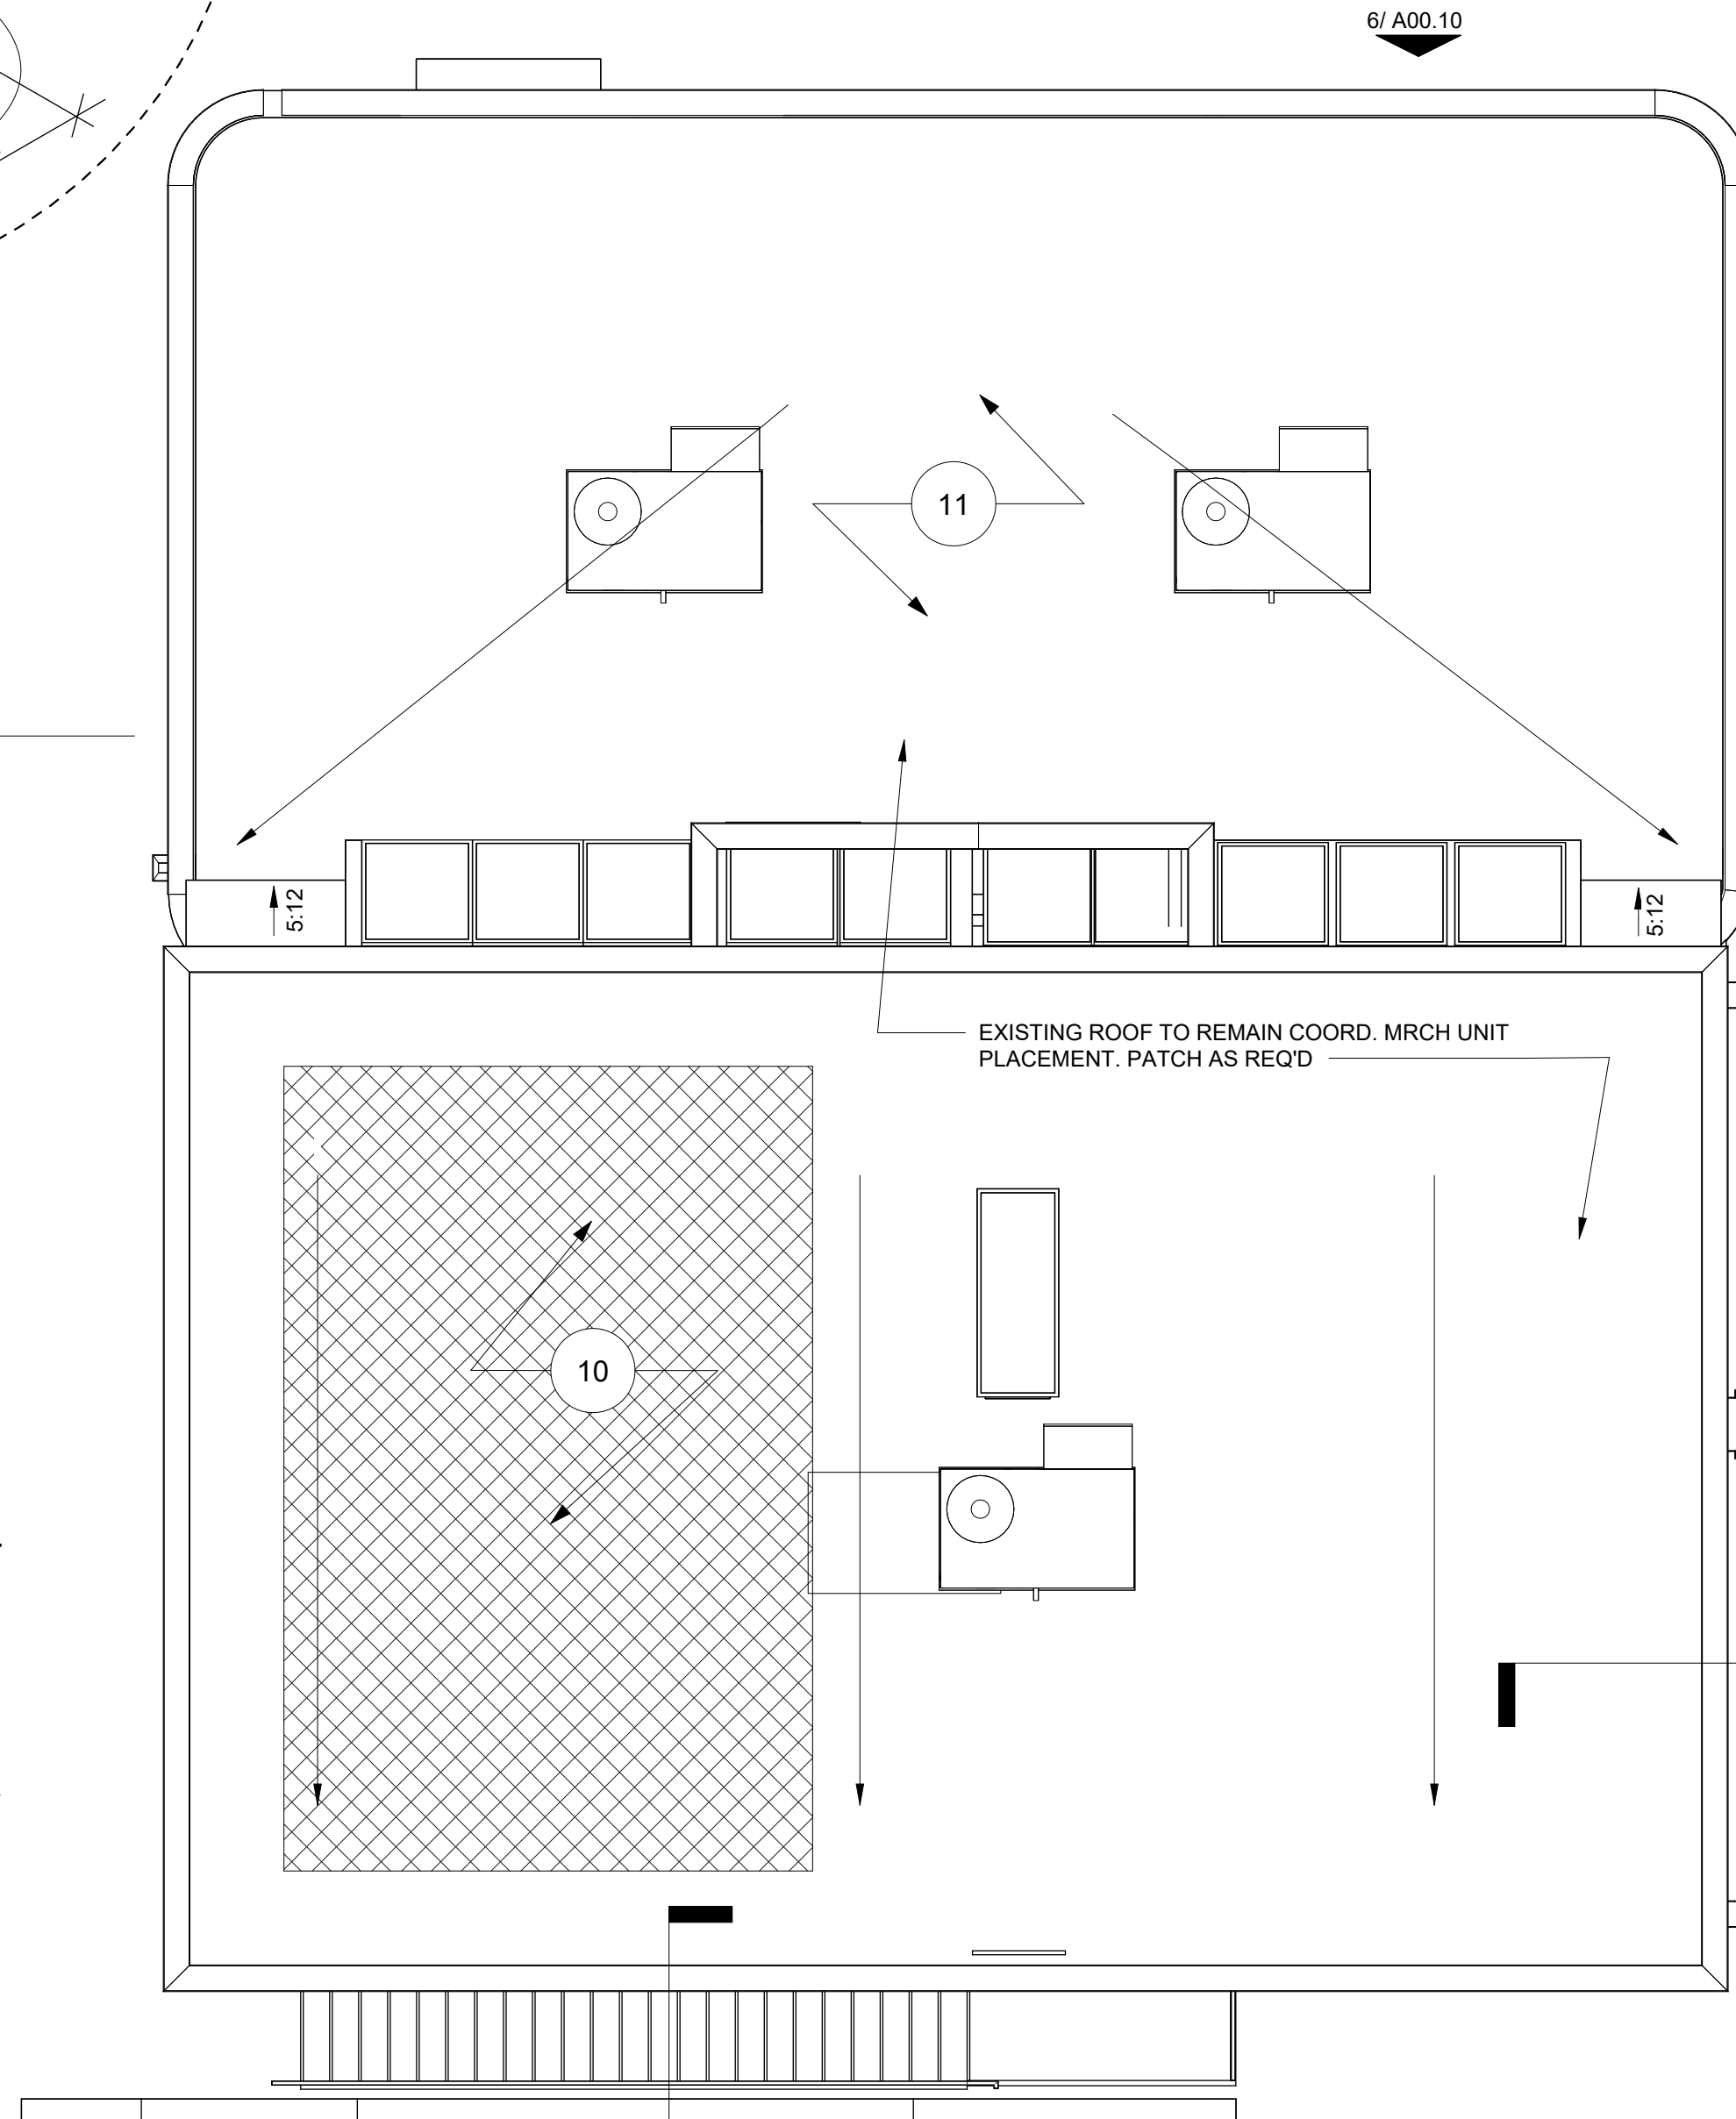 6/ A00.10
11
5:12
5:12
EXISTING ROOF TO REMAIN COORD. MRCH UNIT
PLACEMENT. PATCH AS REQ'D
10